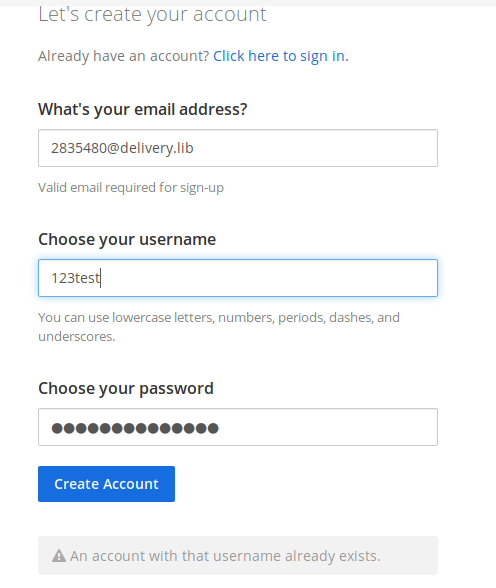 Let's create your account
Already have an account? Click here to sign in.
What's your email address?
2835480@delivery.lib
Valid email required for sign-up
Choose your username
123test
You can use lowercase letters, numbers, periods, dashes, and
underscores.
Choose your password
●●●●●●●●●●●●●●
Create Account
An account with that username already exists.